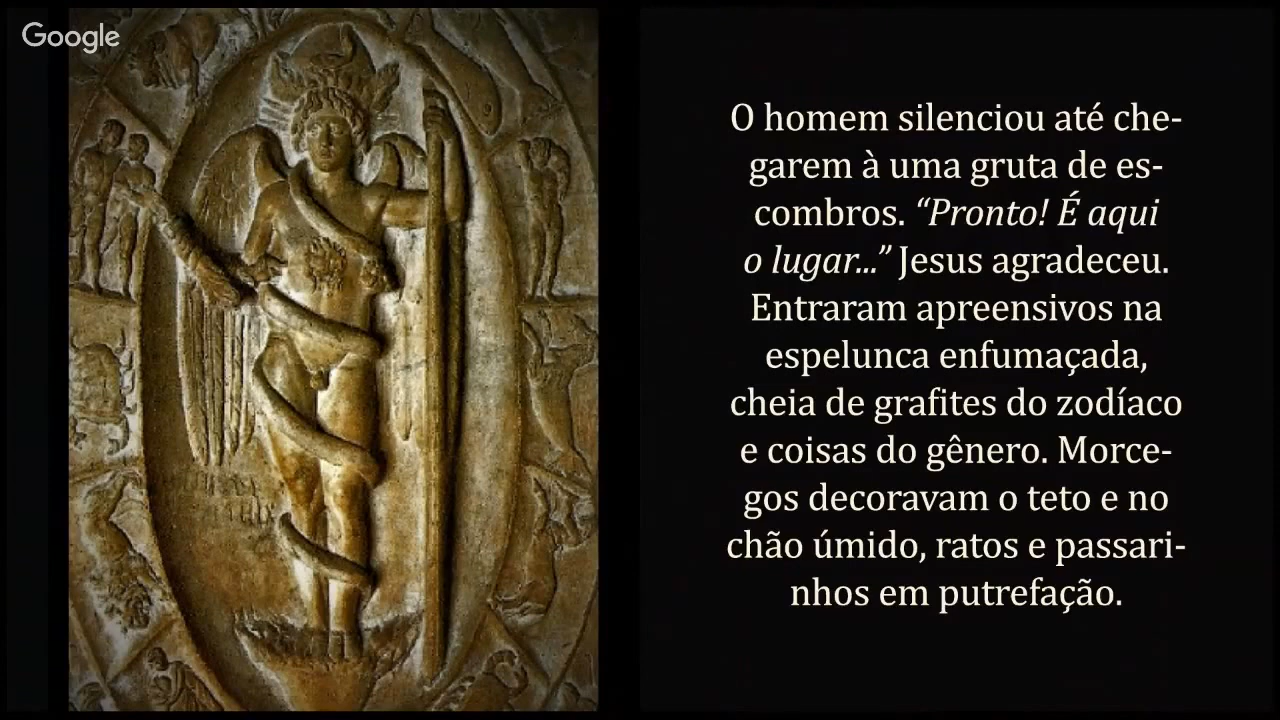 Google
O homem silenciou até che-
garem à uma gruta de es-
combros. “Pronto! É aqui
o lugar...” Jesus agradeceu.
Entraram apreensivos na
espelunca enfumaçada,
cheia de grafites do zodíaco
e coisas do gênero. Morce-
gos decoravam o teto e no
chão úmido, ratos e passari-
nhos em putrefação.